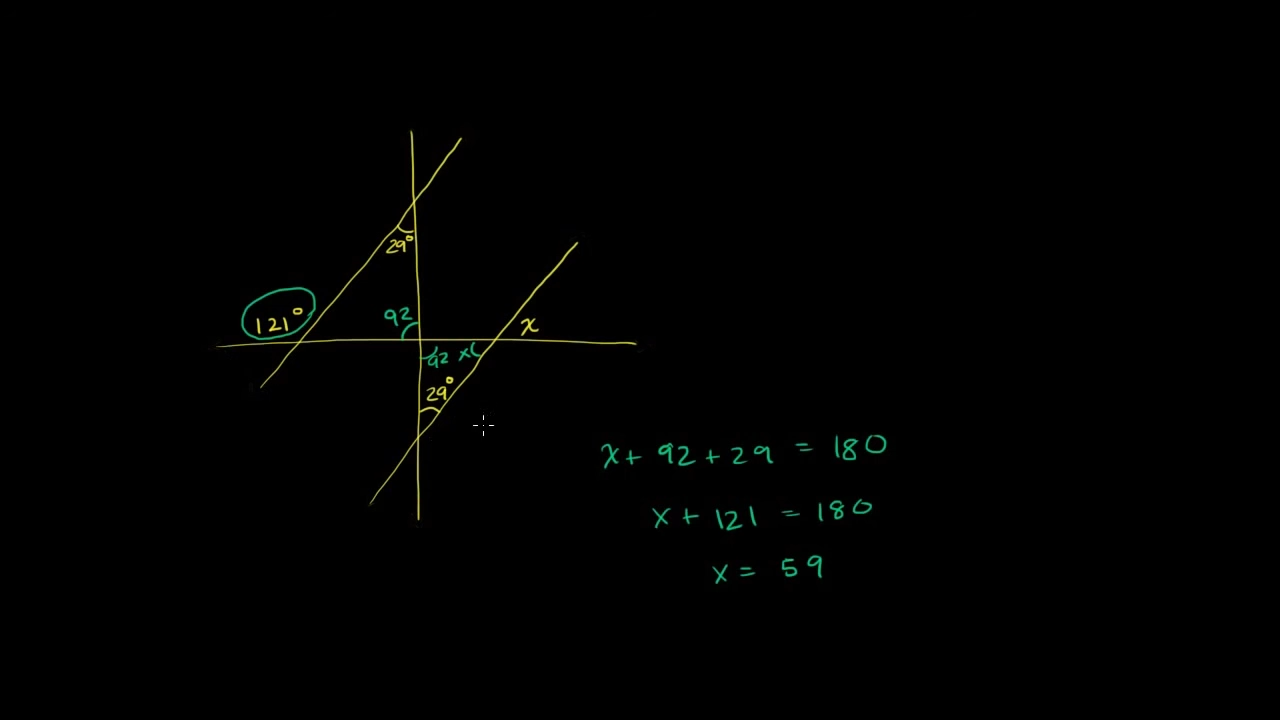 29°
121°
92
x
92 x
29°
x + 92 + 29 = 180
x + 121 = 180
x = 59